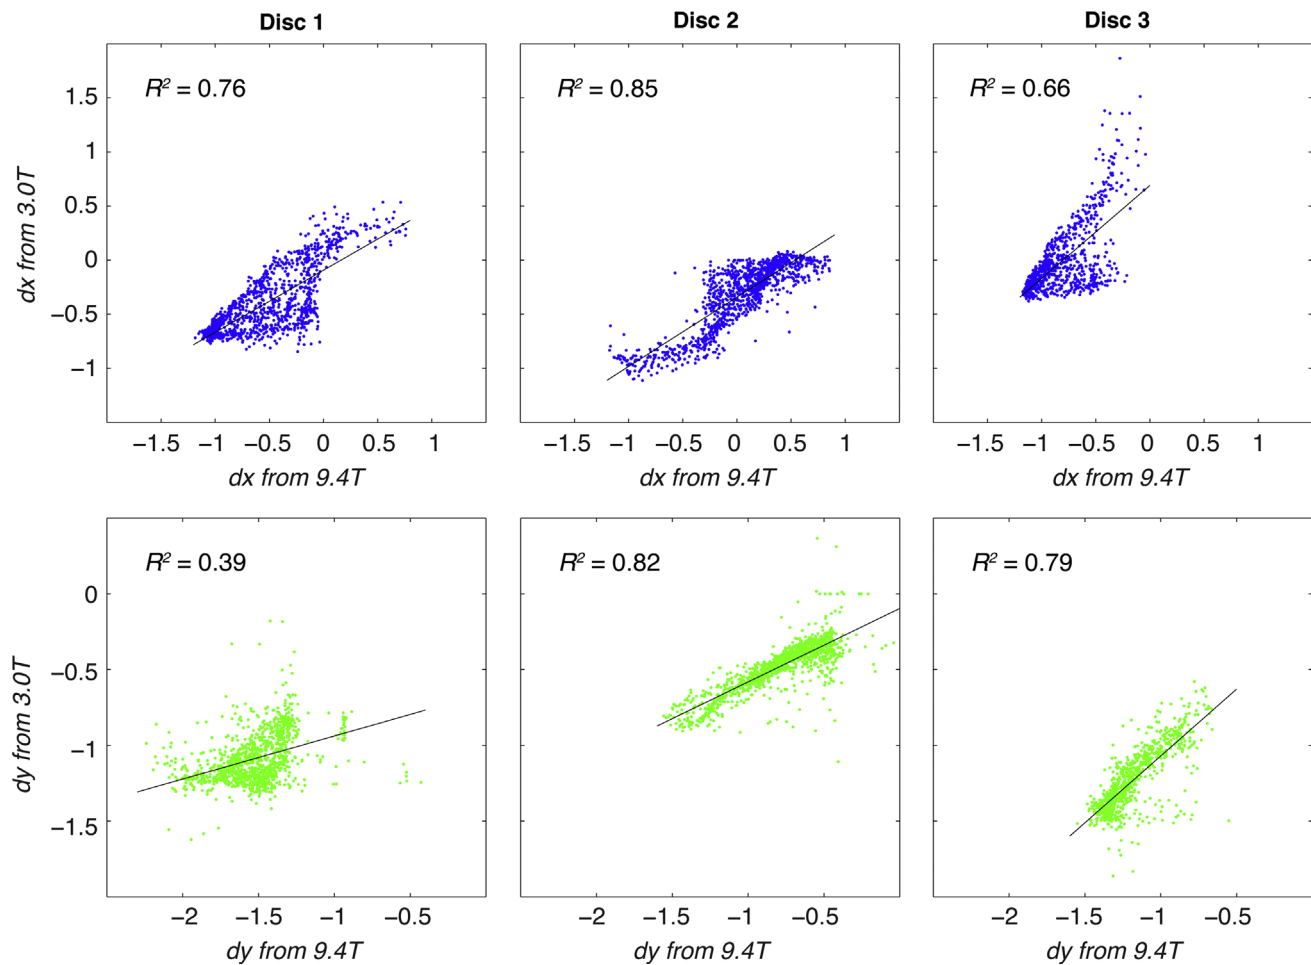 Disc 1 Disc 2 Disc 3
R² = 0.76 R² = 0.85 R² = 0.66
1.5
1
0.5
0
−0.5
−1
dx from 3.0T
−1.5 −1 −0.5 0 0.5 1 −1.5 −1 −0.5 0 0.5 1 −1.5 −1 −0.5 0 0.5 1
dx from 9.4T dx from 9.4T dx from 9.4T
R² = 0.39 R² = 0.82 R² = 0.79
0
−0.5
−1
−1.5
dy from 3.0T
−2 −1.5 −1 −0.5 −2 −1.5 −1 −0.5 −2 −1.5 −1 −0.5
dy from 9.4T dy from 9.4T dy from 9.4T